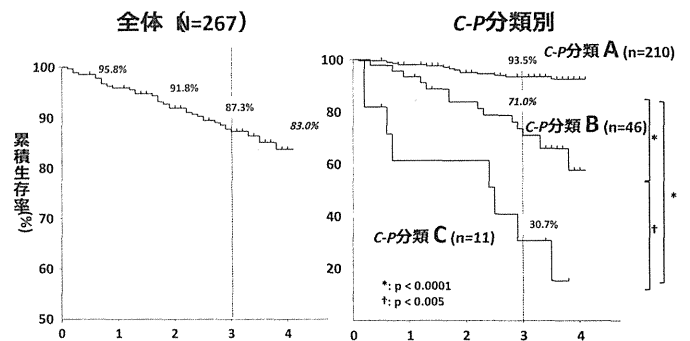 全体 (N=267)
100
90
80
70
60
50
累積生存率(%)
95.8%
91.8%
87.3%
83.0%
0 1 2 3 4
C-P分類別
100
80
60
40
20
C-P分類 A (n=210)
93.5%
71.0%
C-P分類 B (n=46)
30.7%
C-P分類 C (n=11)
*: p < 0.0001
†: p < 0.005
*
†
*
0 1 2 3 4